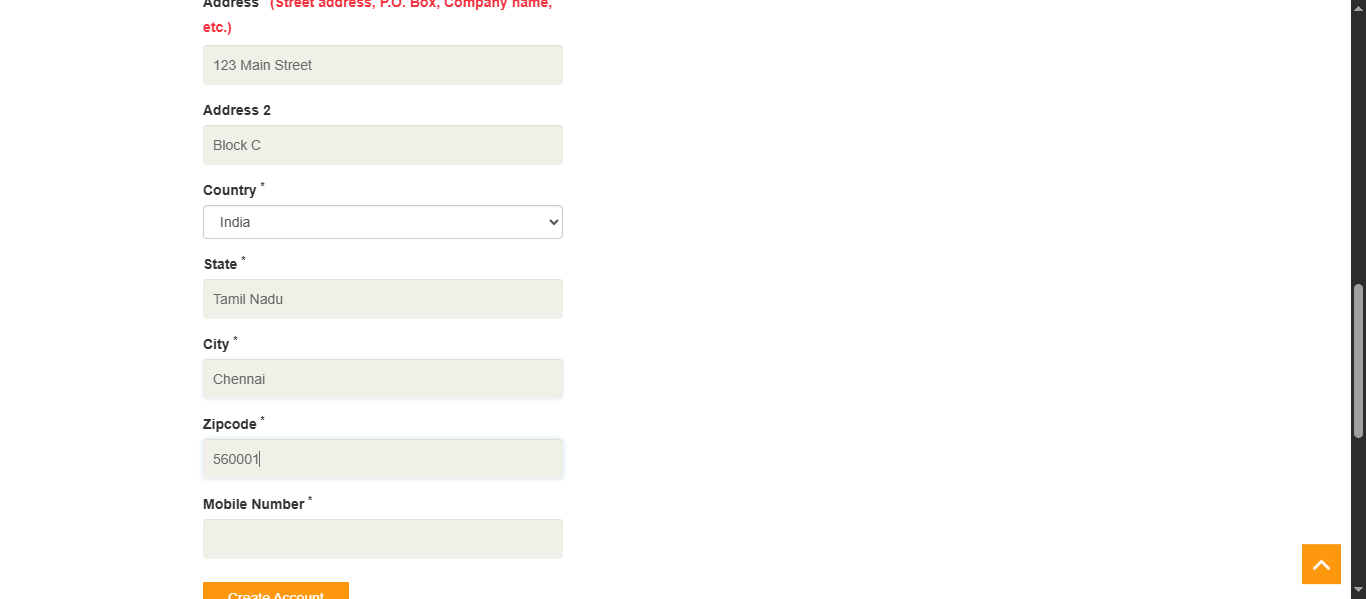 Address * (Street address, P.O. Box, Company name,
etc.)
123 Main Street
Address 2
Block C
Country *
India
State *
Tamil Nadu
City *
Chennai
Zipcode *
560001
Mobile Number *
Create Account